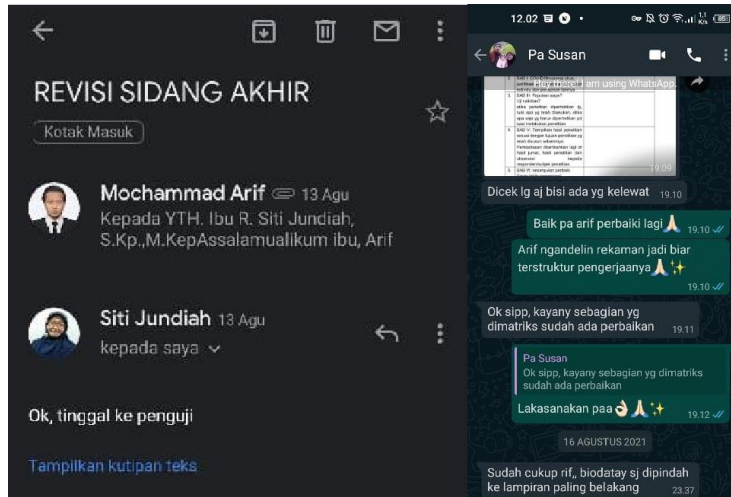 REVISI SIDANG AKHIR
Kotak Masuk
Mochammad Arif 13 Agu
Kepada YTH. Ibu R. Siti Jundiah,
S.Kp.,M.KepAssalamualikum ibu, Arif
Siti Jundiah 13 Agu
kepada saya
Ok, tinggal ke penguji
Tampilkan kutipan teks
12.02
Pa Susan
19.09
Dicek lg aj bisi ada yg kelewat 19.10
Baik pa arif perbaiki lagi 19.10
Arif ngandelin rekaman jadi biar
terstruktur pengerjaanya
19.10
Ok sipp, kayany sebagian yg
dimatriks sudah ada perbaikan 19.11
Pa Susan
Ok sipp, kayany sebagian yg dimatriks
sudah ada perbaikan
Lakasanakan paa 19.12
16 AGUSTUS 2021
Sudah cukup rif,, biodatay sj dipindah
ke lampiran paling belakang 23.37